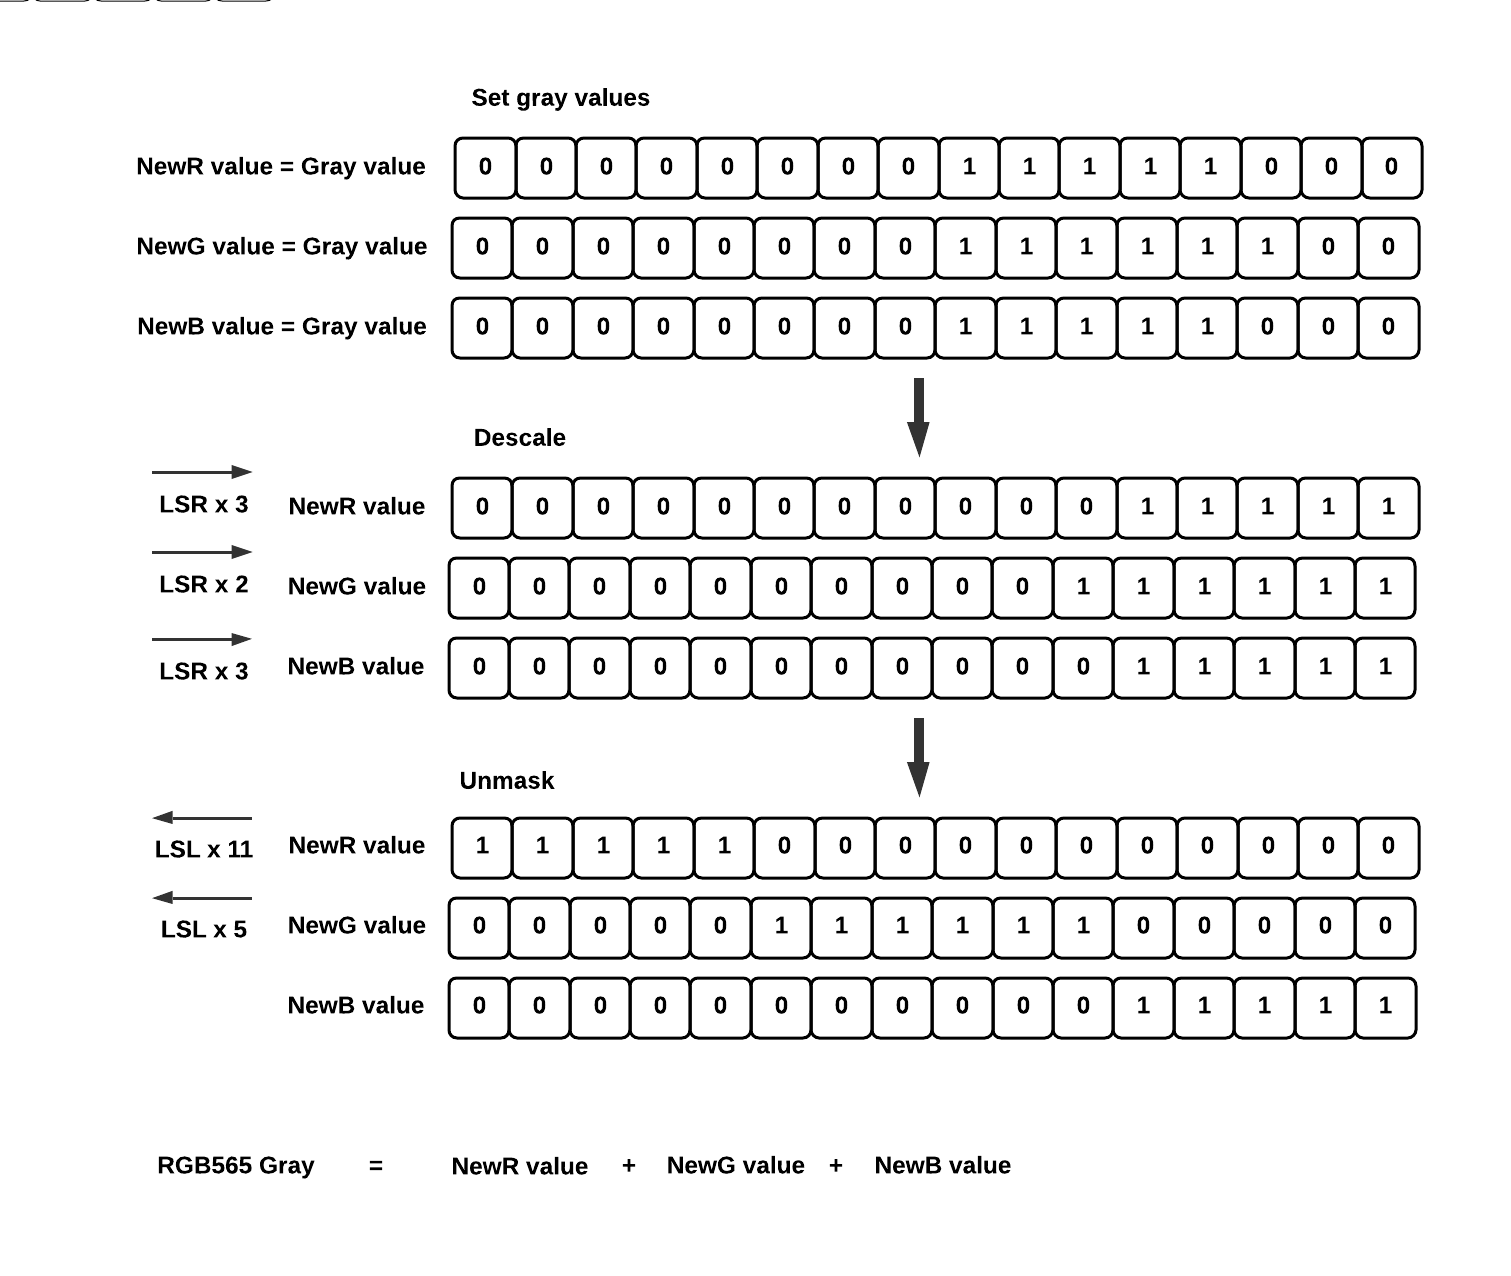 Set gray values
NewR value = Gray value 0 0 0 0 0 0 0 0 1 1 1 1 1 0 0 0
NewG value = Gray value 0 0 0 0 0 0 0 0 1 1 1 1 1 1 0 0
NewB value = Gray value 0 0 0 0 0 0 0 0 1 1 1 1 1 0 0 0
Descale
LSR x 3 NewR value 0 0 0 0 0 0 0 0 0 0 0 1 1 1 1 1
LSR x 2 NewG value 0 0 0 0 0 0 0 0 0 0 1 1 1 1 1 1
LSR x 3 NewB value 0 0 0 0 0 0 0 0 0 0 0 1 1 1 1 1
Unmask
LSL x 11 NewR value 1 1 1 1 1 0 0 0 0 0 0 0 0 0 0 0
LSL x 5 NewG value 0 0 0 0 0 1 1 1 1 1 1 0 0 0 0 0
NewB value 0 0 0 0 0 0 0 0 0 0 0 1 1 1 1 1
RGB565 Gray = NewR value + NewG value + NewB value